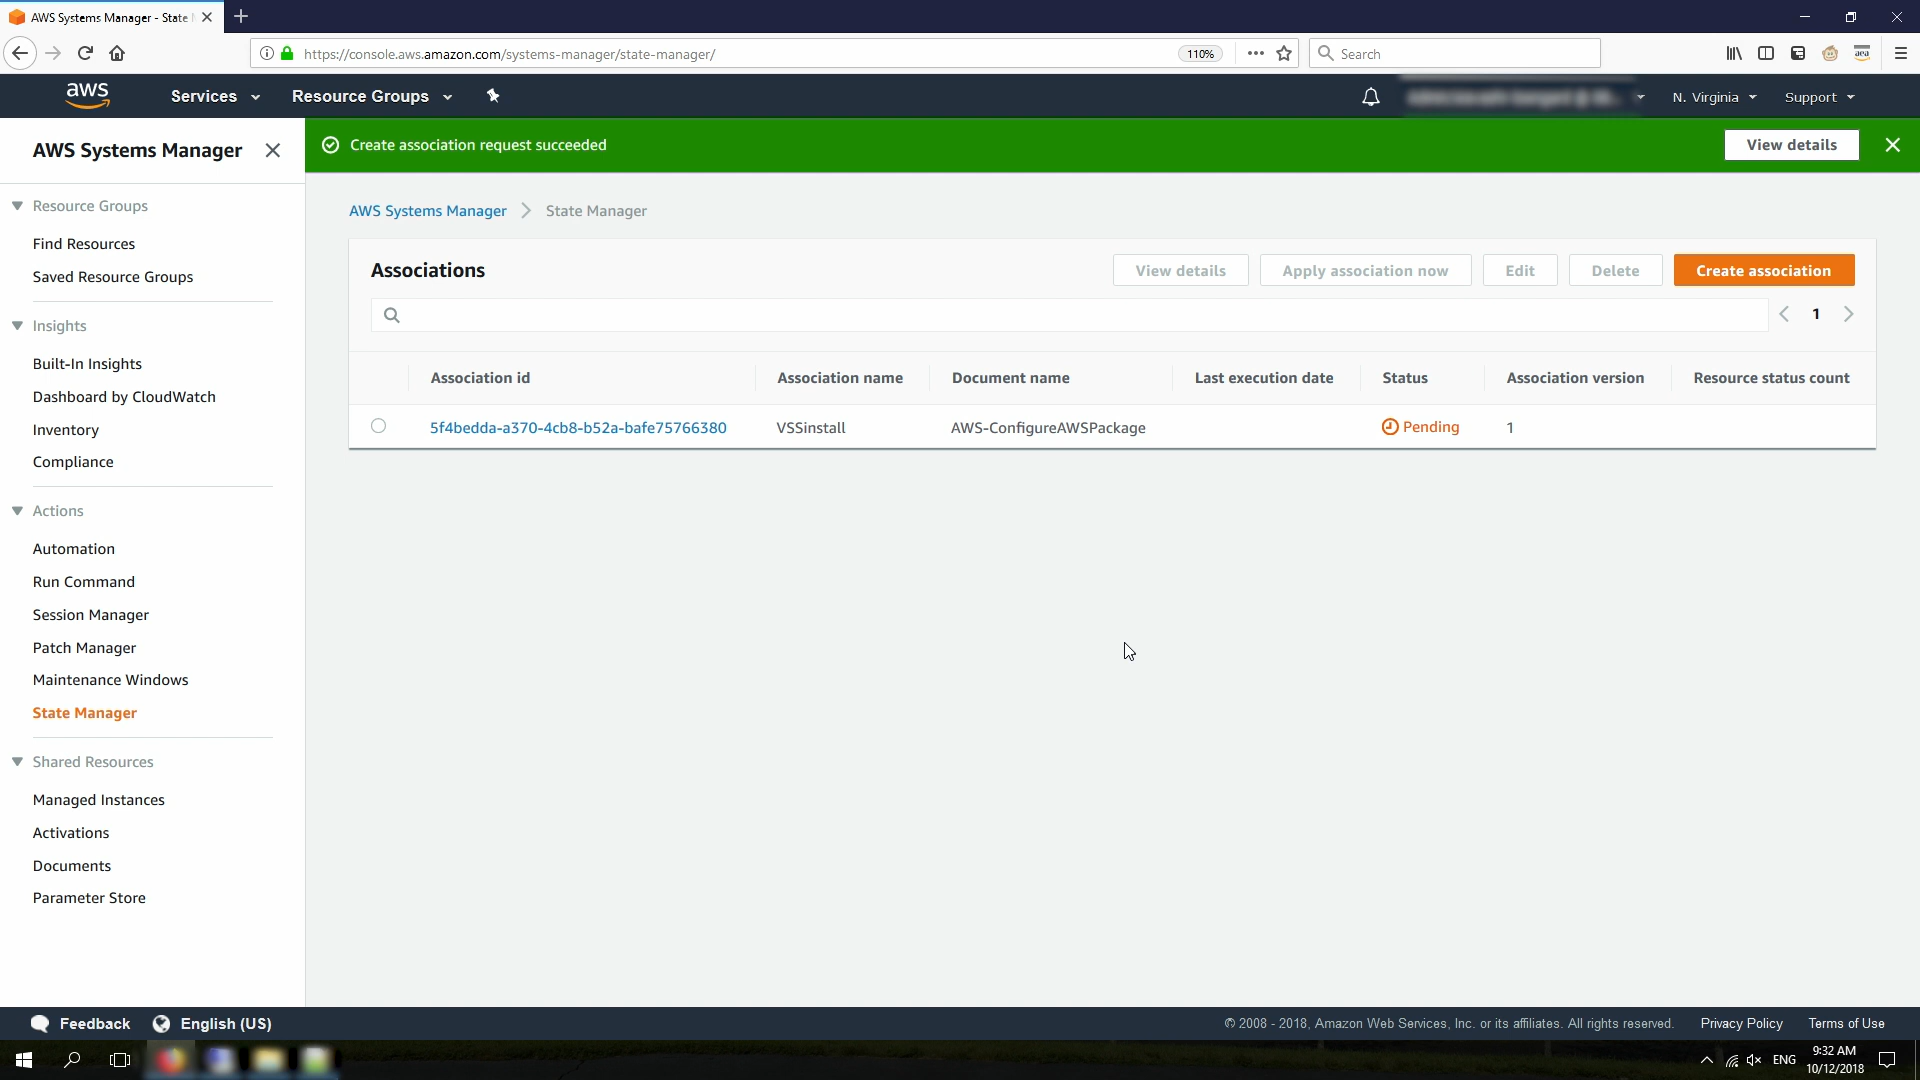 AWS Systems Manager - State
https://console.aws.amazon.com/systems-manager/state-manager/
110%
Search
aws
Services
Resource Groups
N. Virginia
Support
AWS Systems Manager
Resource Groups
Find Resources
Saved Resource Groups
Insights
Built-In Insights
Dashboard by CloudWatch
Inventory
Compliance
Actions
Automation
Run Command
Session Manager
Patch Manager
Maintenance Windows
State Manager
Shared Resources
Managed Instances
Activations
Documents
Parameter Store
Create association request succeeded
View details
AWS Systems Manager State Manager
Associations
View details
Apply association now
Edit
Delete
Create association
1
Association id Association name Document name Last execution date Status Association version Resource status count
5f4bedda-a370-4cb8-b52a-bafe75766380 VSSinstall AWS-ConfigureAWSPackage Pending 1
Feedback
English (US)
© 2008 - 2018, Amazon Web Services, Inc. or its affiliates. All rights reserved.
Privacy Policy
Terms of Use
ENG
9:32 AM
10/12/2018